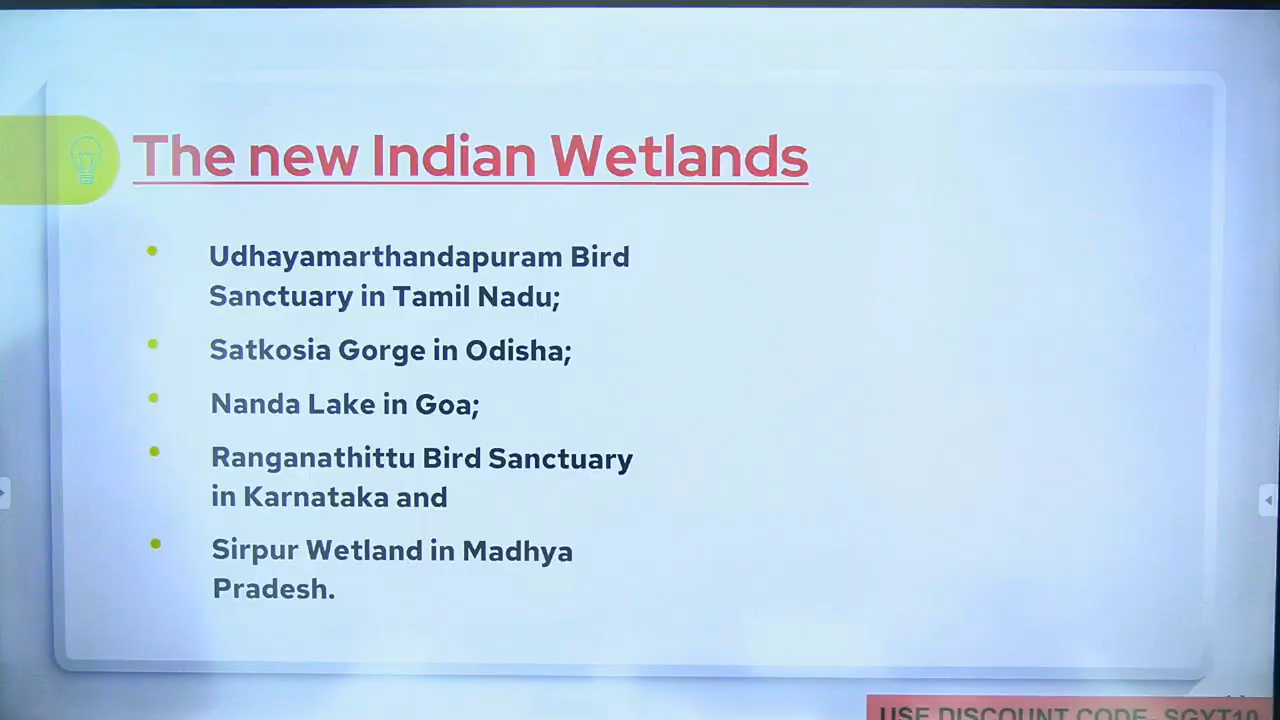 The new Indian Wetlands
Udhayamarthandapuram Bird
Sanctuary in Tamil Nadu;
Satkosia Gorge in Odisha;
Nanda Lake in Goa;
Ranganathittu Bird Sanctuary
in Karnataka and
Sirpur Wetland in Madhya
Pradesh.
USE DISCOUNT CODE SGYT10